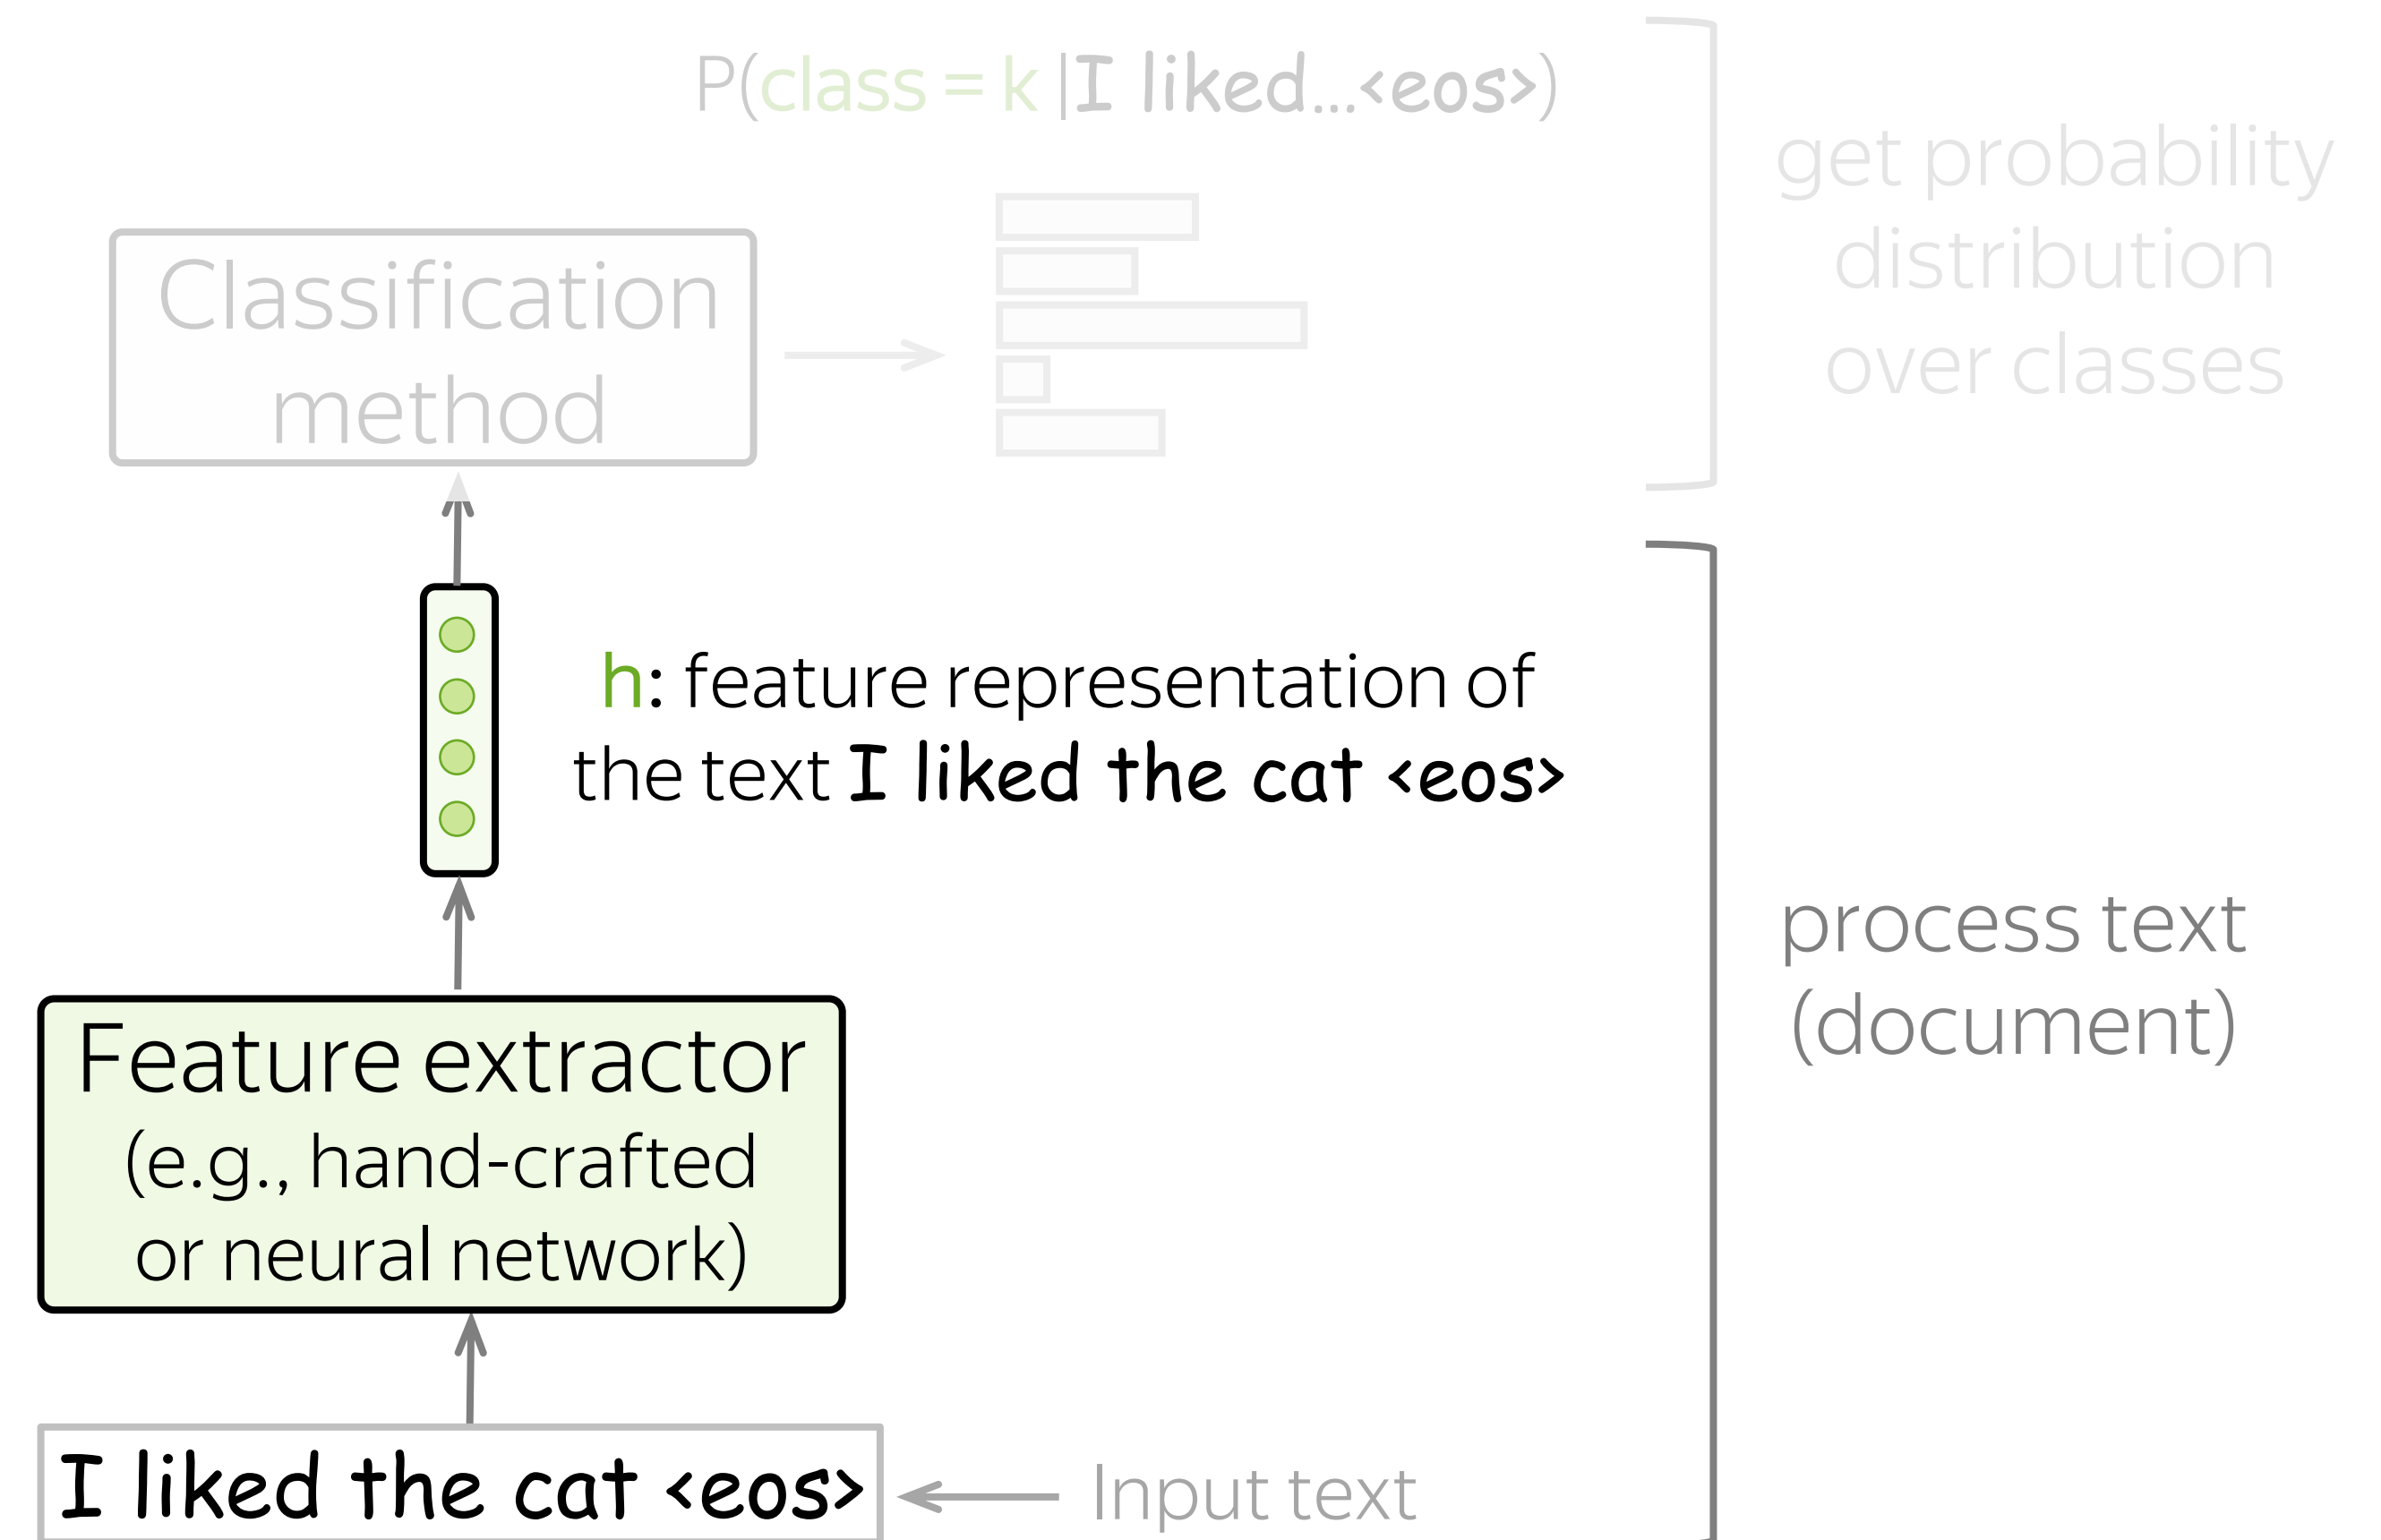 P(class = k |I liked...<eos>)
get probability
distribution
over classes
Classification
method
h: feature representation of
the text I liked the cat <eos>
process text
(document)
Feature extractor
(e.g., hand-crafted
or neural network)
I liked the cat <eos>
Input text